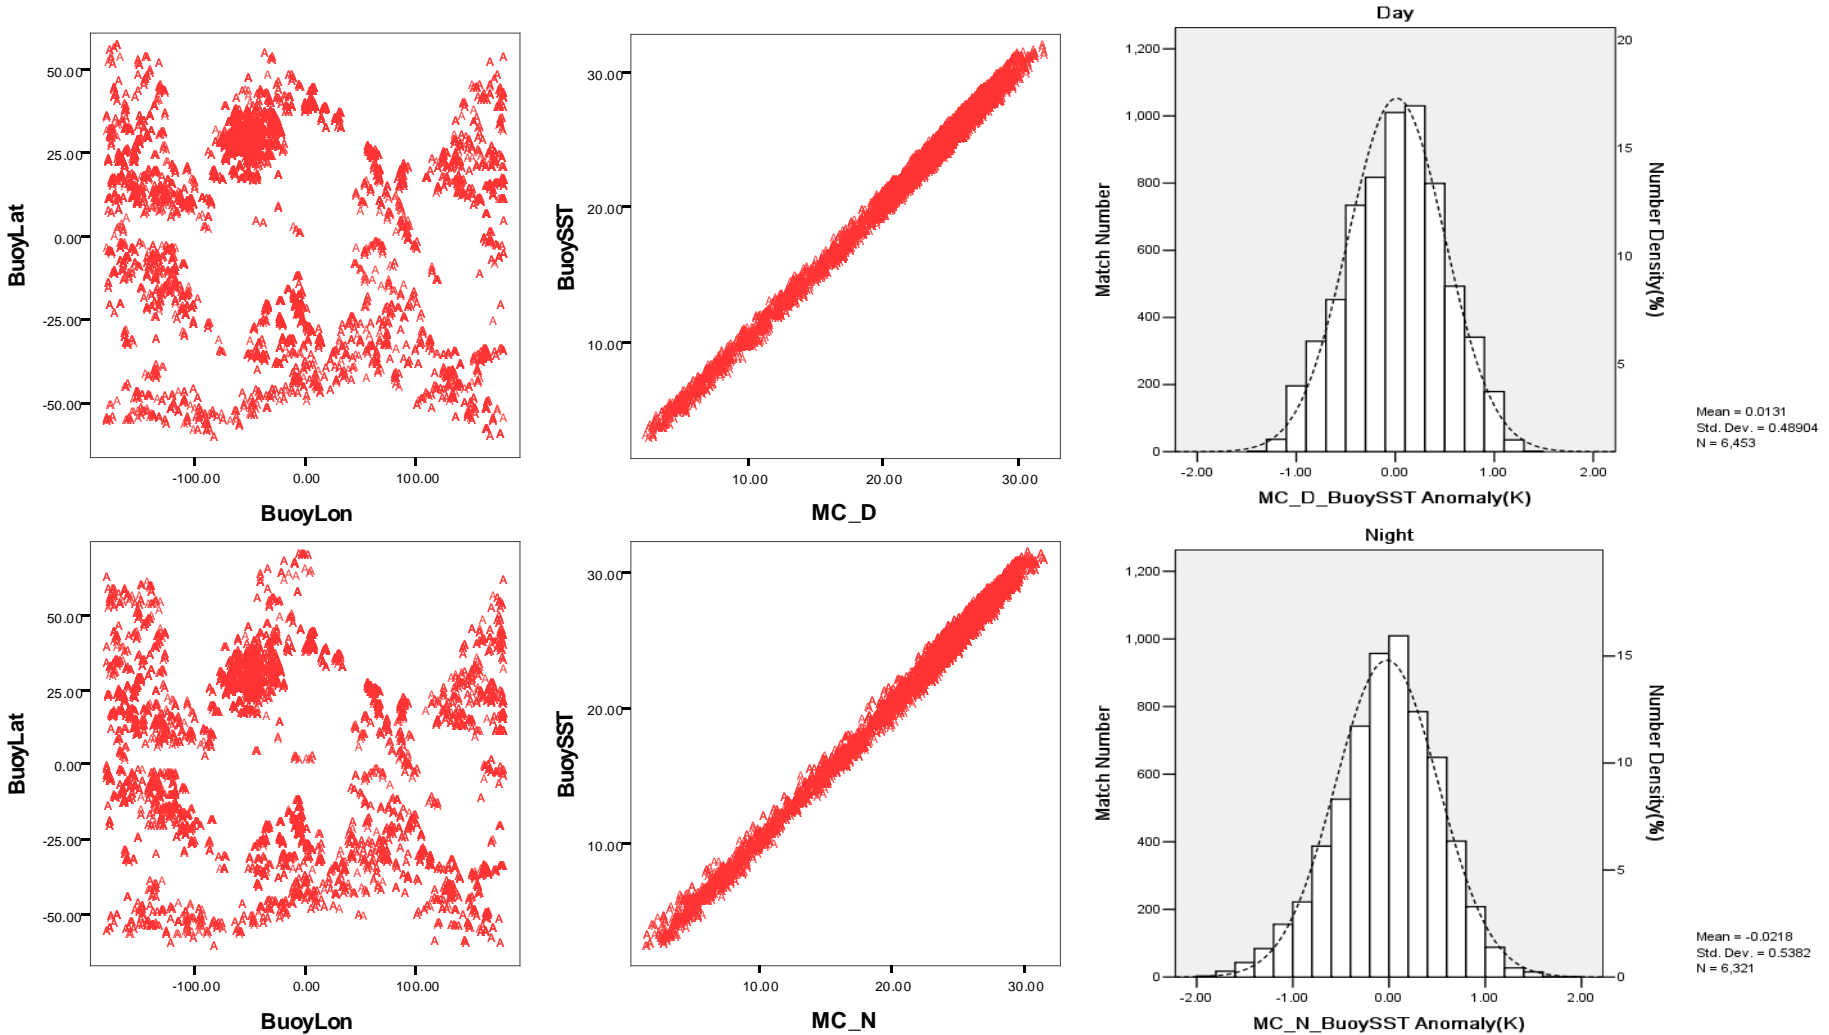 Day
50.00
25.00
0.00
-25.00
-50.00
BuoyLat
-100.00
0.00
100.00
BuoyLon
30.00
20.00
10.00
BuoySST
10.00
20.00
30.00
MC_D
1,200
1,000
800
600
400
200
0
Match Number
20
15
10
5
Number Density(%)
-2.00
-1.00
0.00
1.00
2.00
MC_D_BuoySST Anomaly(K)
Mean = 0.0131
Std. Dev. = 0.48904
N = 6,453
Night
50.00
25.00
0.00
-25.00
-50.00
BuoyLat
-100.00
0.00
100.00
BuoyLon
30.00
20.00
10.00
BuoySST
10.00
20.00
30.00
MC_N
1,200
1,000
800
600
400
200
0
Match Number
15
10
5
0
Number Density(%)
-2.00
-1.00
0.00
1.00
2.00
MC_N_BuoySST Anomaly(K)
Mean = -0.0218
Std. Dev. = 0.5382
N = 6,321